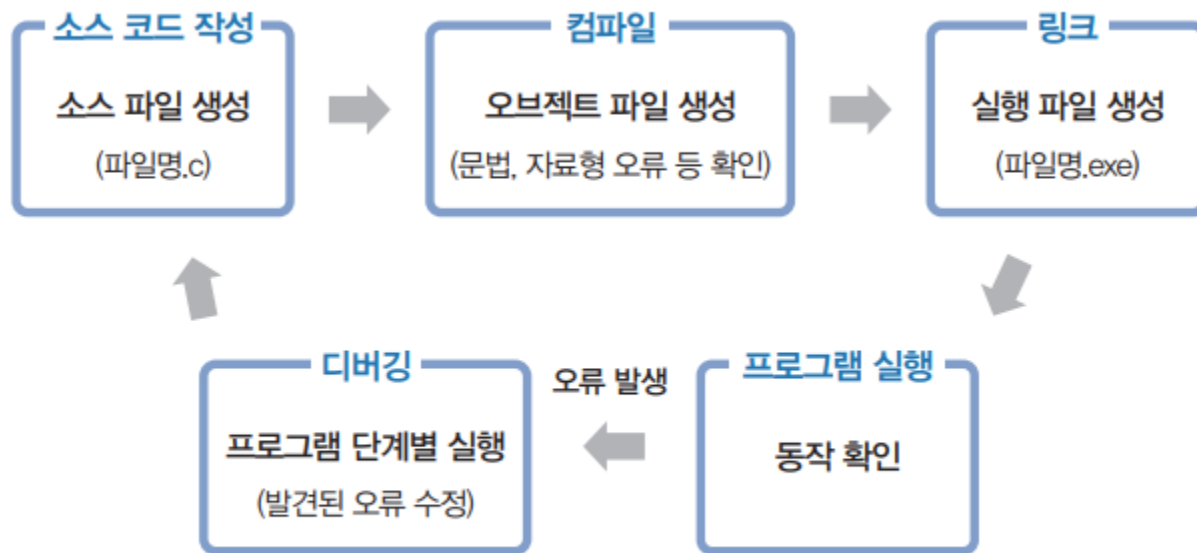 소스 코드 작성
소스 파일 생성
(파일명.c)
컴파일
오브젝트 파일 생성
(문법, 자료형 오류 등 확인)
링크
실행 파일 생성
(파일명.exe)
디버깅
프로그램 단계별 실행
(발견된 오류 수정)
오류 발생
프로그램 실행
동작 확인